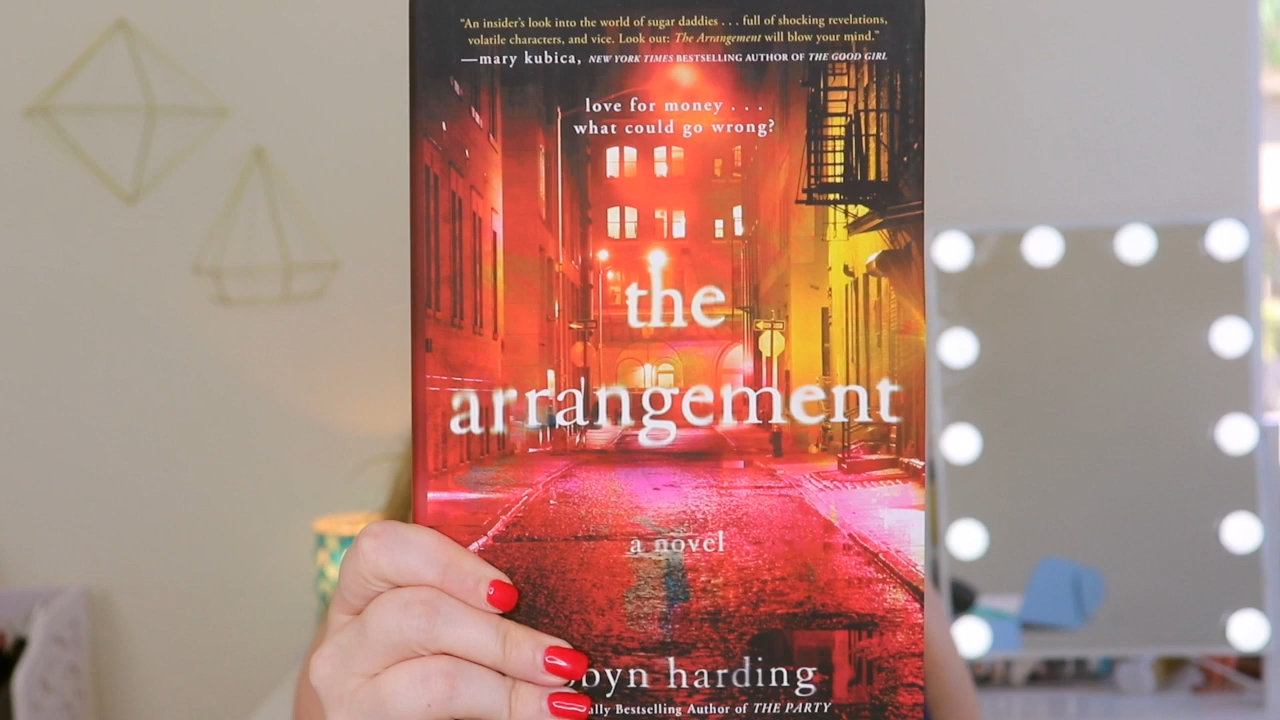 "An insider's look into the world of sugar daddies . . . full of shocking revelations,
volatile characters, and vice. Look out: The Arrangement will blow your mind."
—mary kubica, NEW YORK TIMES BESTSELLING AUTHOR OF THE GOOD GIRL
love for money . . .
what could go wrong?
the
arrangement
a novel
harding
Bestselling Author of THE PARTY